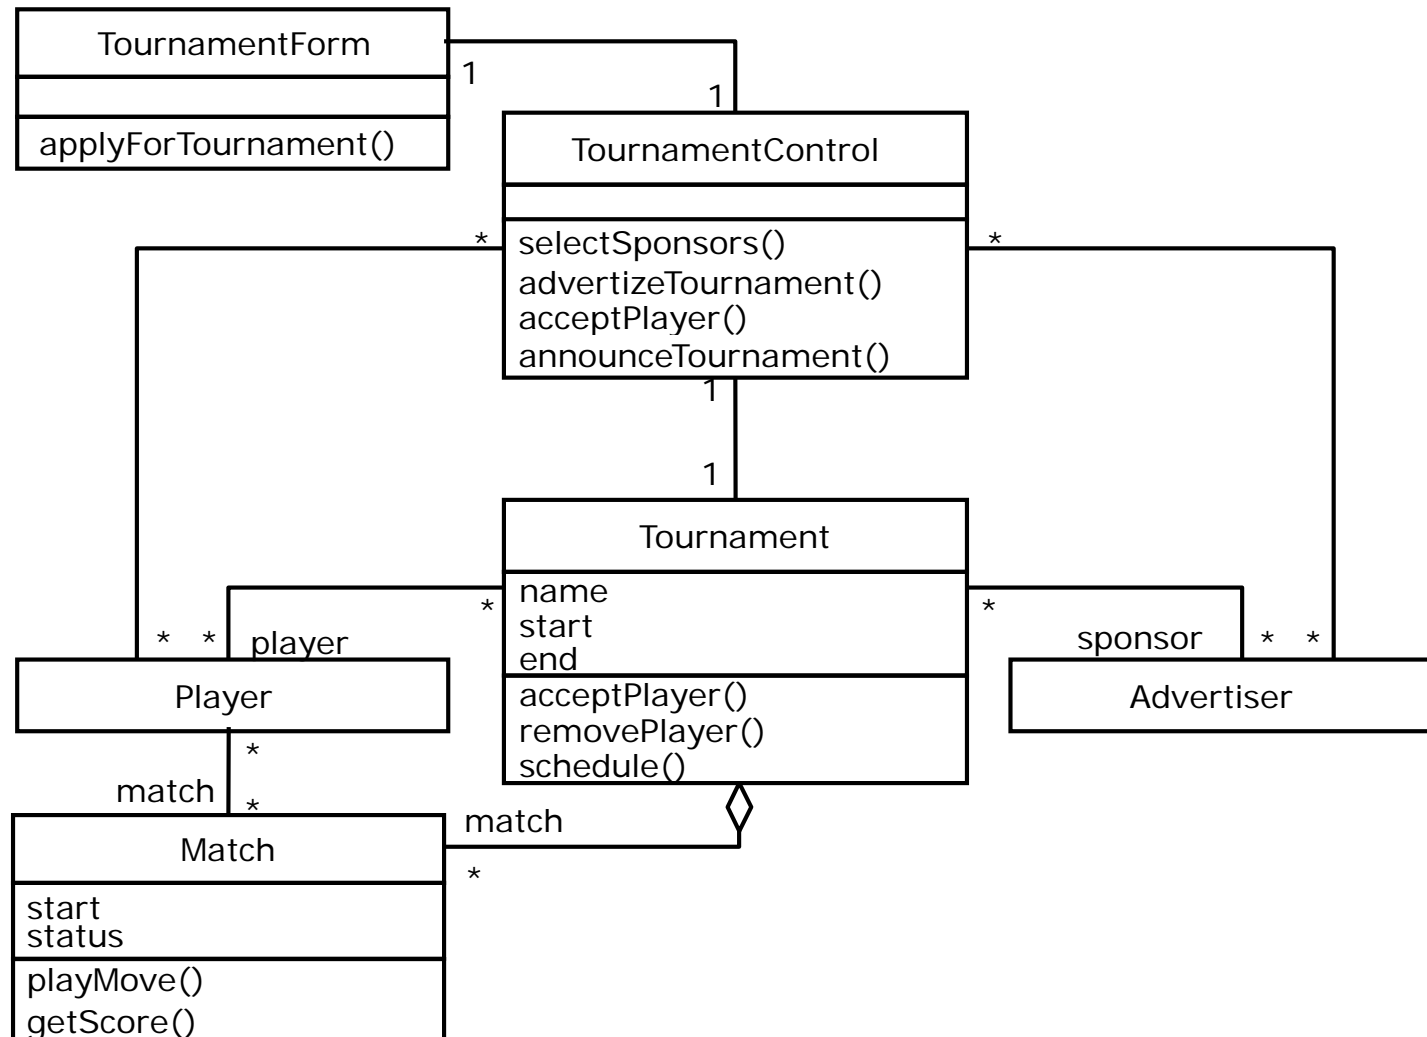 TournamentForm
applyForTournament()
1
1
TournamentControl
selectSponsors()
advertizeTournament()
acceptPlayer()
announceTournament()
*
*
1
1
Tournament
name
start
end
acceptPlayer()
removePlayer()
schedule()
*
*
* * player
sponsor * *
Player
Advertiser
*
match *
match
*
Match
start
status
playMove()
getScore()